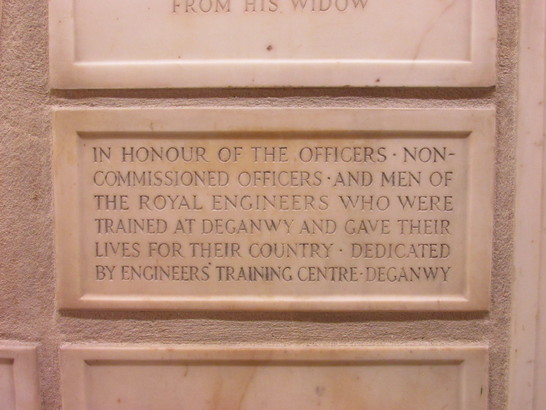 FROM HIS WIDOW
IN HONOUR OF THE OFFICERS · NON-
COMMISSIONED OFFICERS · AND MEN OF
THE ROYAL ENGINEERS WHO WERE
TRAINED AT DEGANWY AND GAVE THEIR
LIVES FOR THEIR COUNTRY · DEDICATED
BY ENGINEERS' TRAINING CENTRE · DEGANWY